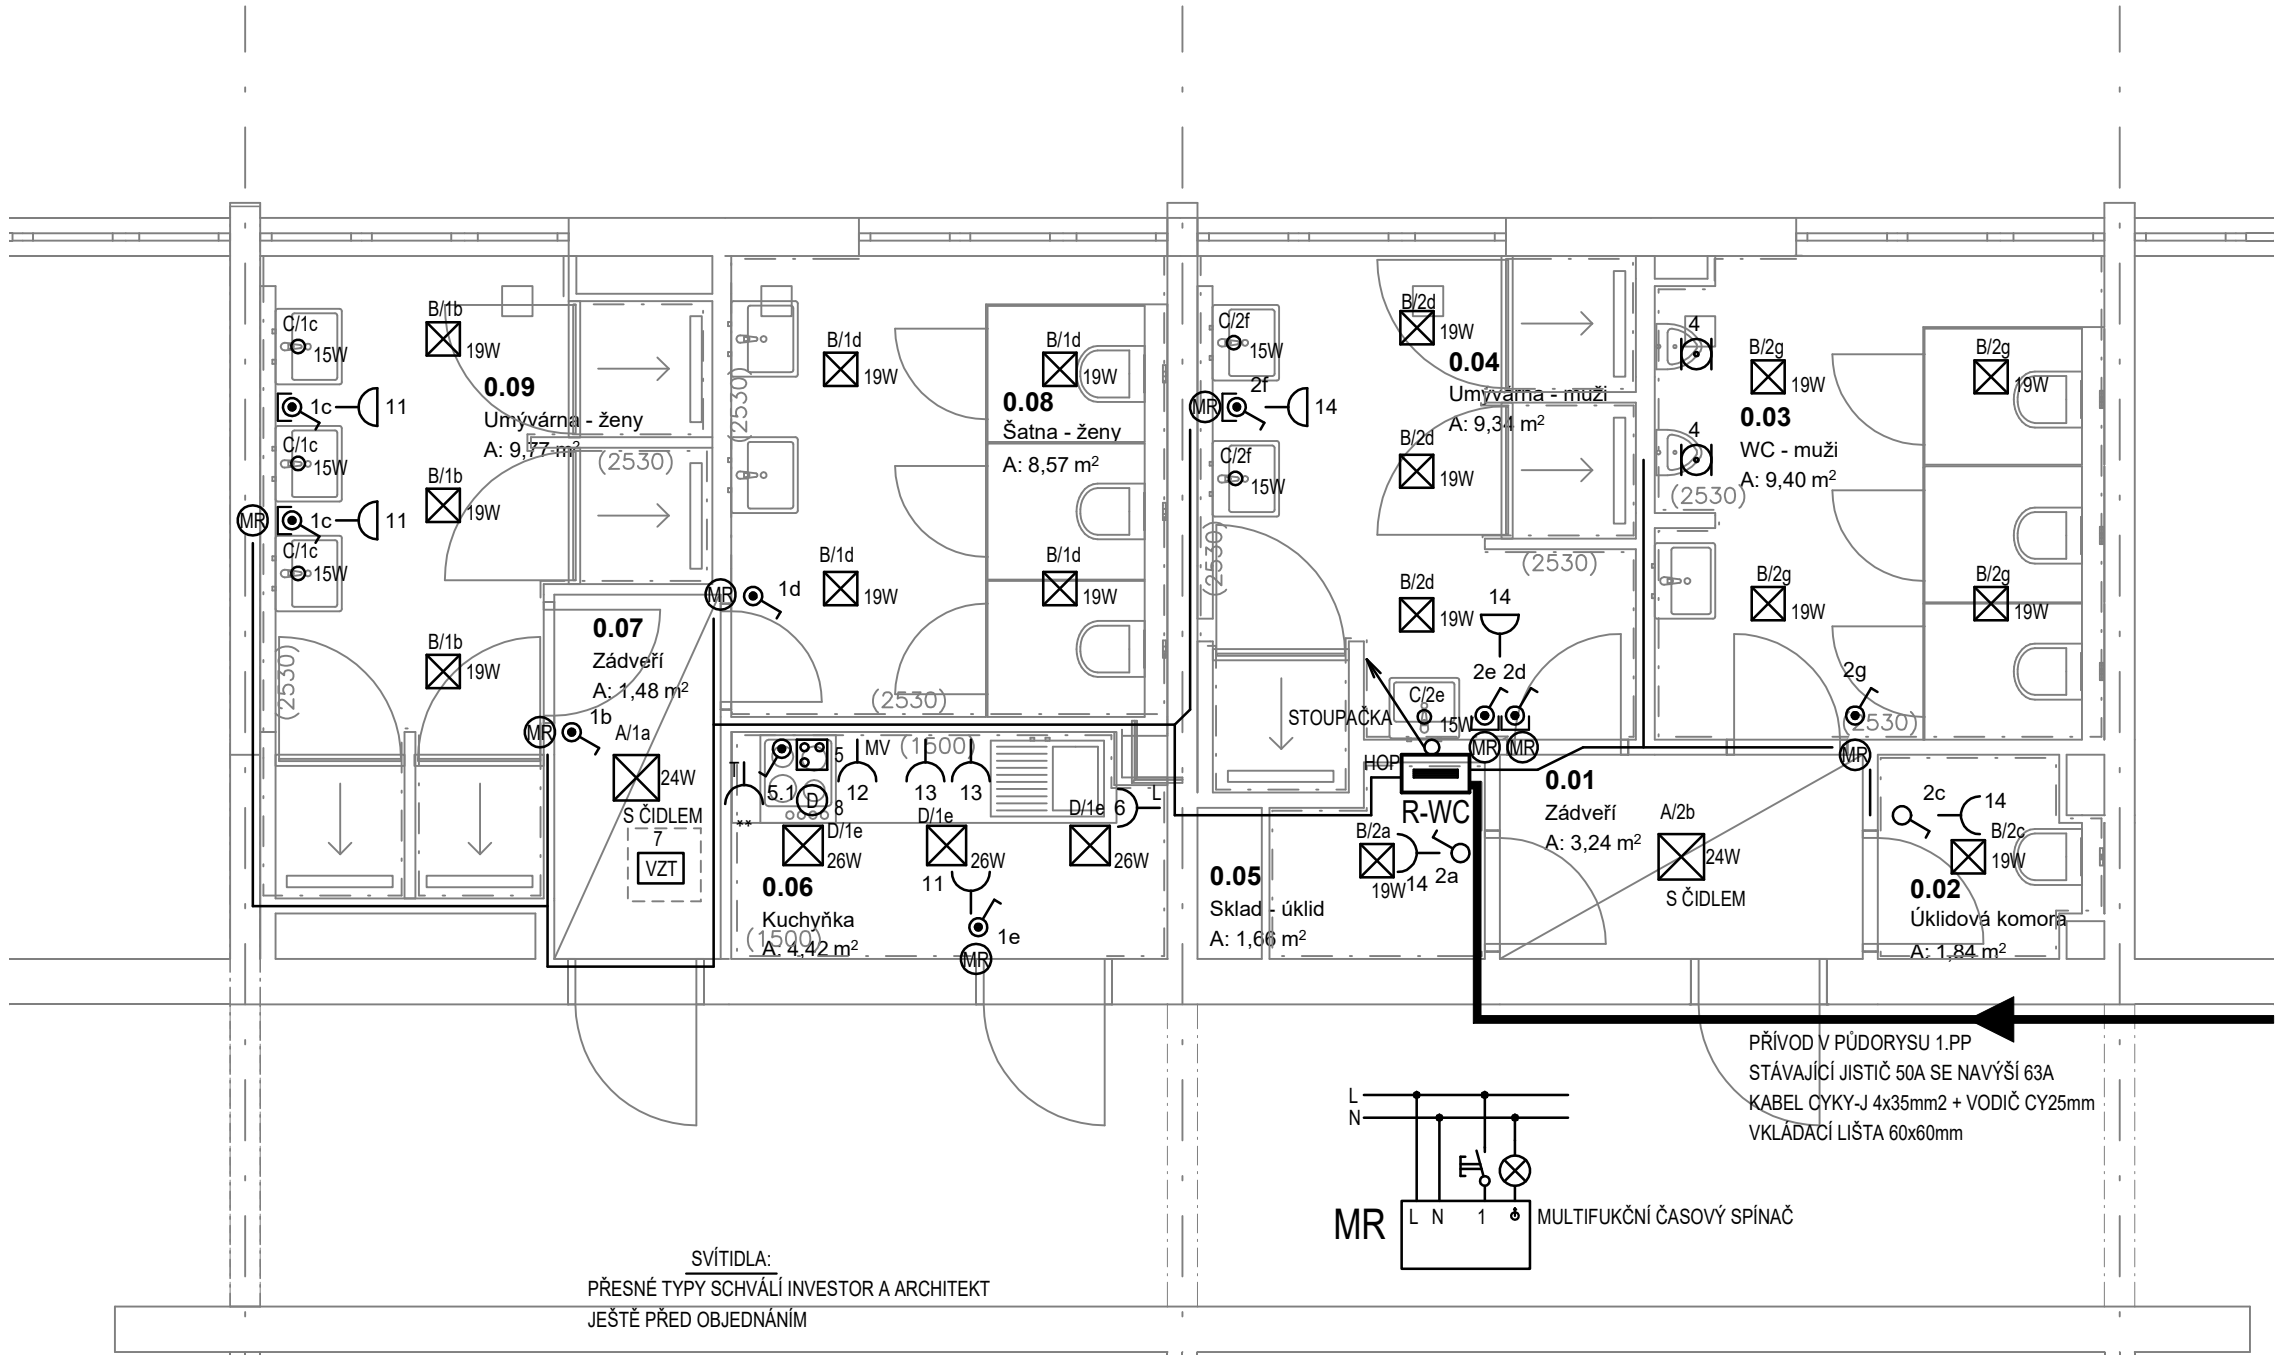 B/1b
19W
C/1c
15W
0.09
Umývárna - ženy
A: 9,77 m²
1c
11
C/1c
15W
B/1b
19W
1c
11
C/1c
15W
B/1b
19W
(2530)
(2530)
MR
0.07
Zádveří
A: 1,48 m²
MR
1b
A/1a
24W
S ČIDLEM
7
VZT
MR
1d
B/1d
19W
B/1d
19W
(2530)
0.08
Šatna - ženy
A: 8,57 m²
B/1d
19W
B/1d
19W
(2530)
T
5
MV
(1500)
5.1
D
8
12
13
13
**
D/1e
26W
D/1e
26W
D/1e
26W
6
L
0.06
Kuchyňka
(1500)
A: 4,42 m²
11
1e
MR
C/2f
15W
B/2d
19W
0.04
Umývárna - muži
A: 9,34 m²
MR
2f
14
C/2f
15W
B/2d
19W
(2530)
(2530)
B/2d
19W
14
2e 2d
C/2e
15W
STOUPAČKA
MR
MR
HOP
R-WC
0.05
Sklad - úklid
A: 1,66 m²
B/2a
19W
14
2a
4
4
B/2g
19W
B/2g
19W
0.03
WC - muži
A: 9,40 m²
(2530)
B/2g
19W
B/2g
19W
2g
(2530)
MR
0.01
Zádveří
A: 3,24 m²
A/2b
24W
S ČIDLEM
2c
14
B/2c
19W
0.02
Úklidová komora
A: 1,84 m²
PŘÍVOD V PŮDORYSU 1.PP
STÁVAJÍCÍ JISTIČ 50A SE NAVÝŠÍ 63A
KABEL CYKY-J 4x35mm2 + VODIČ CY25mm
VKLÁDACÍ LIŠTA 60x60mm
L
N
MR
L N 1
MULTIFUKČNÍ ČASOVÝ SPÍNAČ
SVÍTIDLA:
PŘESNÉ TYPY SCHVÁLÍ INVESTOR A ARCHITEKT
JEŠTĚ PŘED OBJEDNÁNÍM